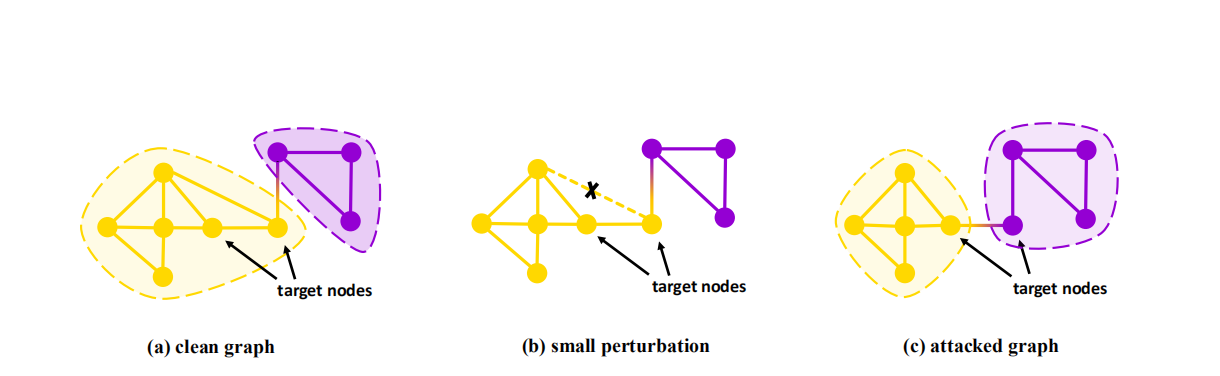 target nodes
target nodes
target nodes
(a) clean graph
(b) small perturbation
(c) attacked graph